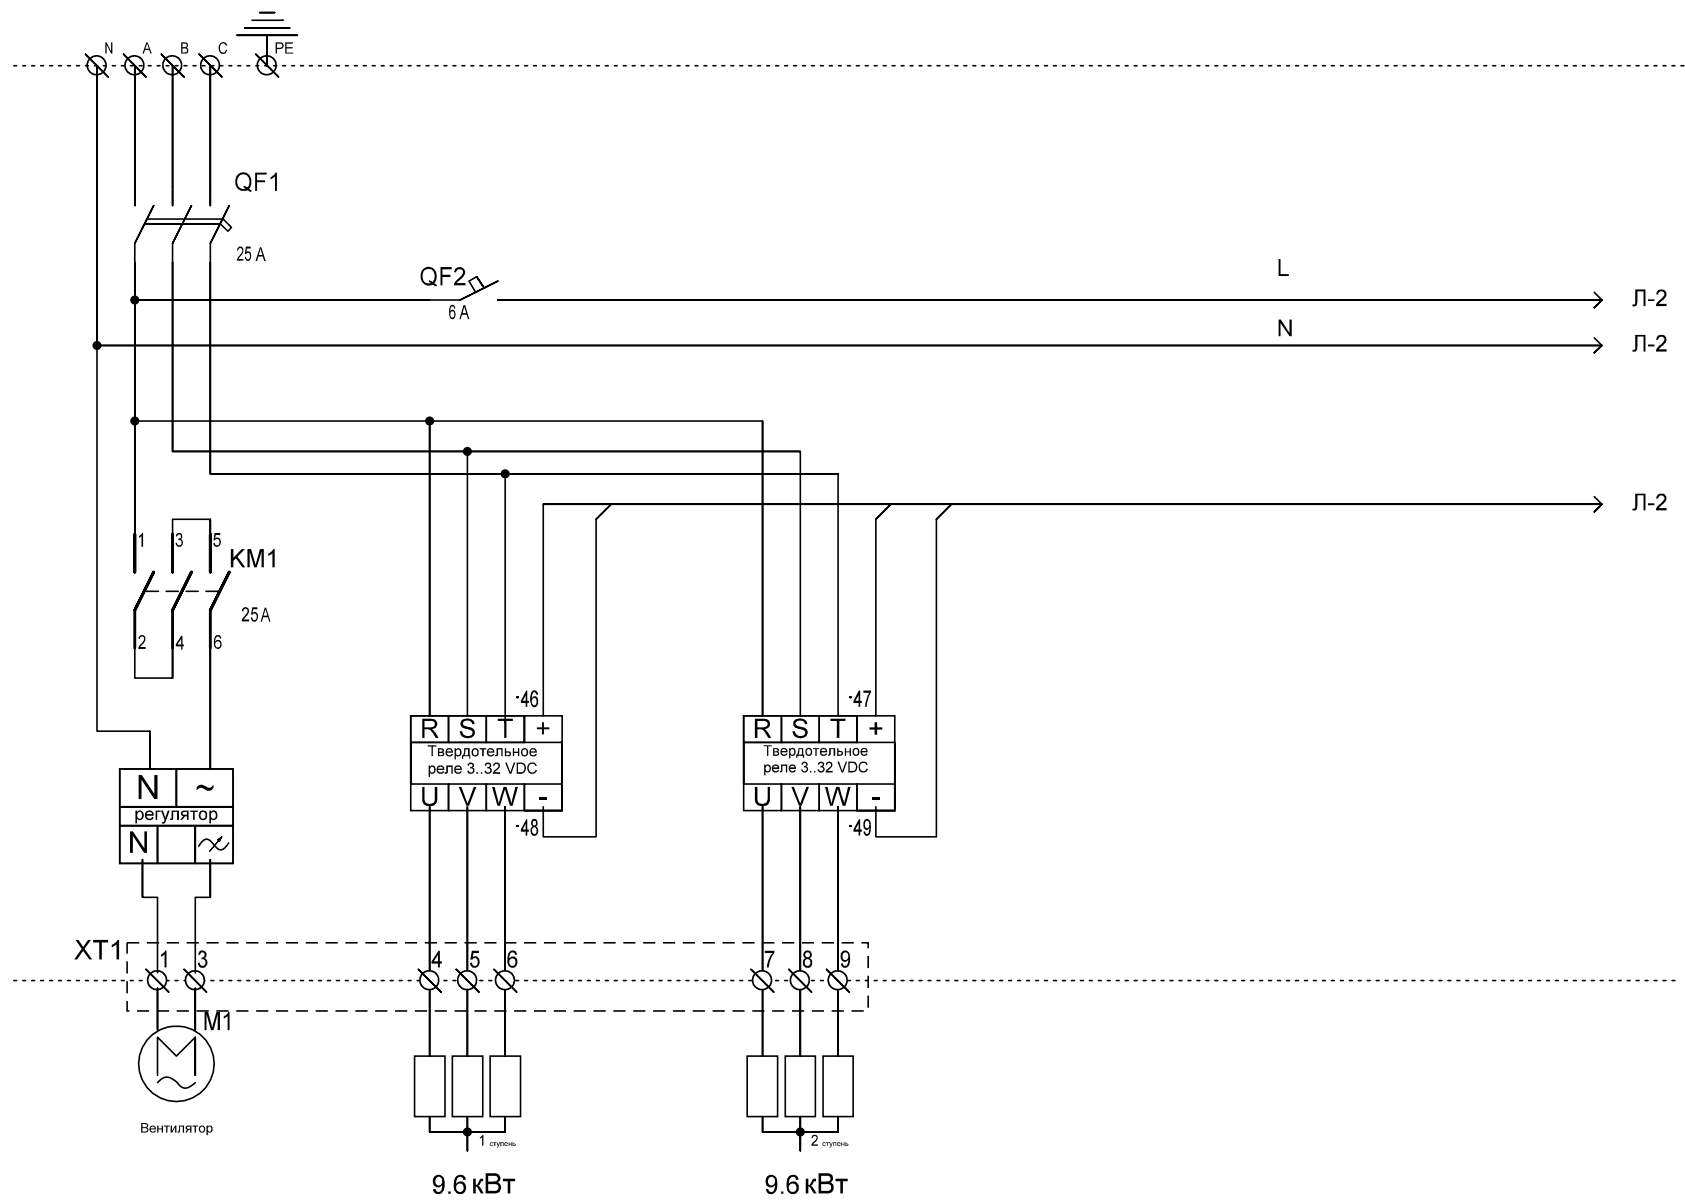 N A B C PE
QF1
25 A
QF2
6 A
L
Л-2
N
Л-2
Л-2
1 3 5
KM1
25 A
2 4 6
-46
-47
R S T +
Твердотельное
реле 3..32 VDC
U V W -
-48
R S T +
Твердотельное
реле 3..32 VDC
U V W -
-49
N ~
регулятор
N
XT1
1 3 4 5 6 7 8 9
M1
Вентилятор
1 ступень
2 ступень
9.6 кВт
9.6 кВт